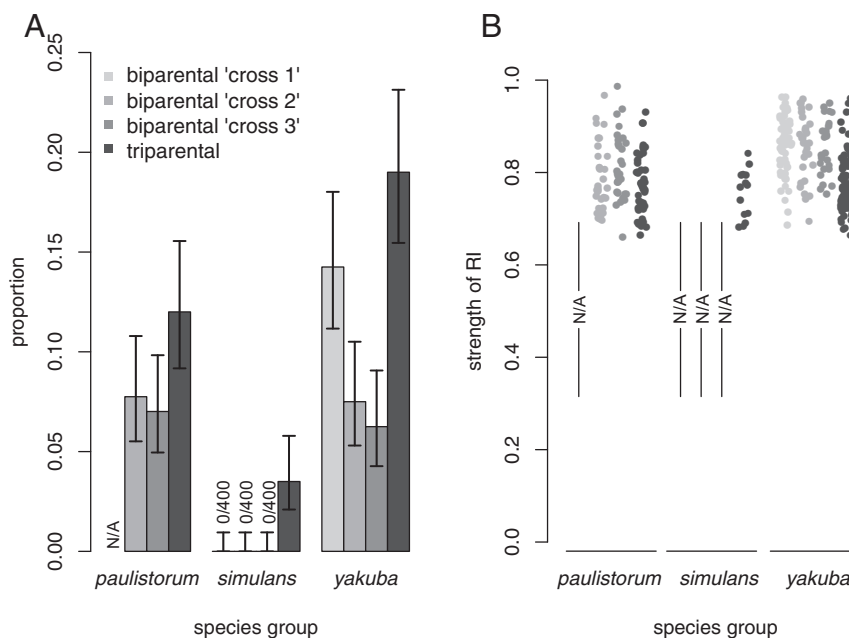 A
0.25
0.20
0.15
0.10
0.05
0.00
proportion
biparental 'cross 1'
biparental 'cross 2'
biparental 'cross 3'
triparental
N/A
0/400
0/400
0/400
paulistorum simulans yakuba
species group
B
1.0
0.8
0.6
0.4
0.2
0.0
strength of RI
N/A
N/A
N/A
N/A
paulistorum simulans yakuba
species group